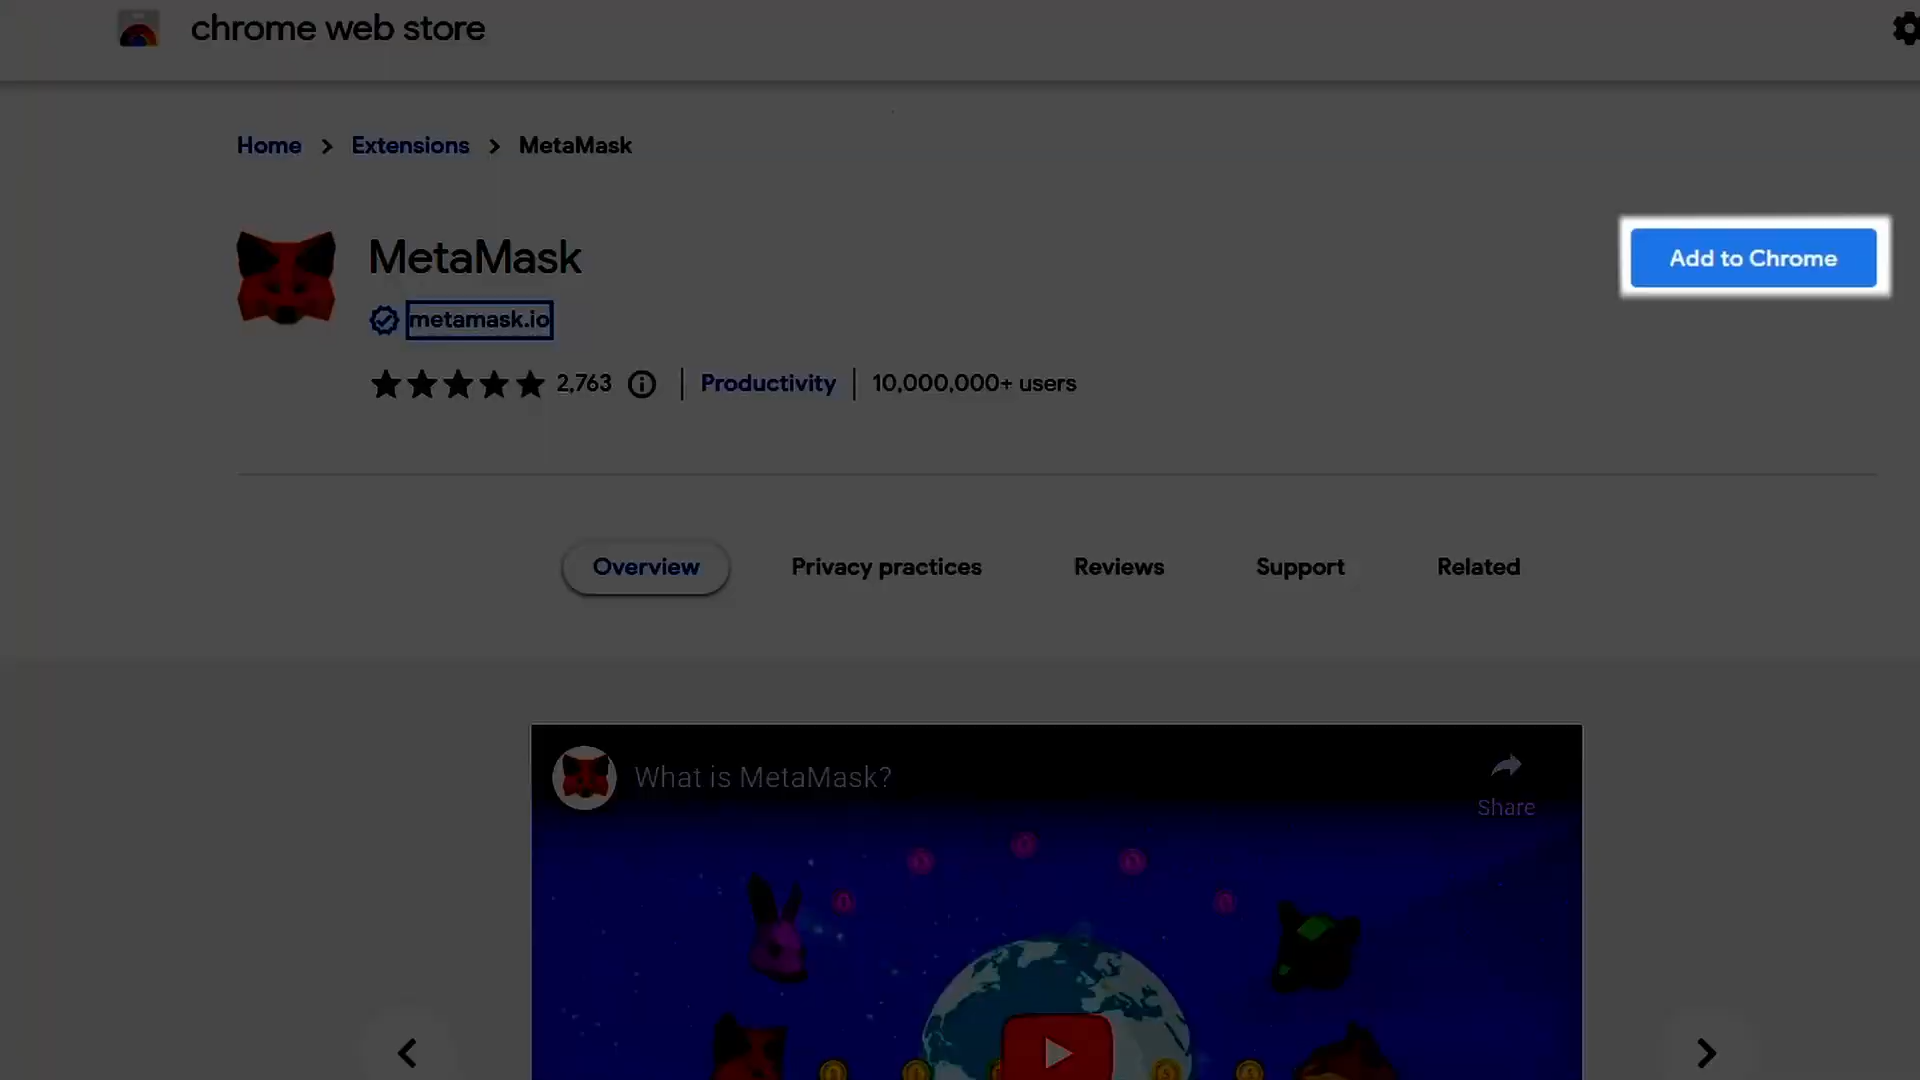 chrome web store
Home > Extensions > MetaMask
MetaMask
Add to Chrome
metamask.io
2,763 | Productivity | 10,000,000+ users
Overview Privacy practices Reviews Support Related
What is MetaMask?
Share